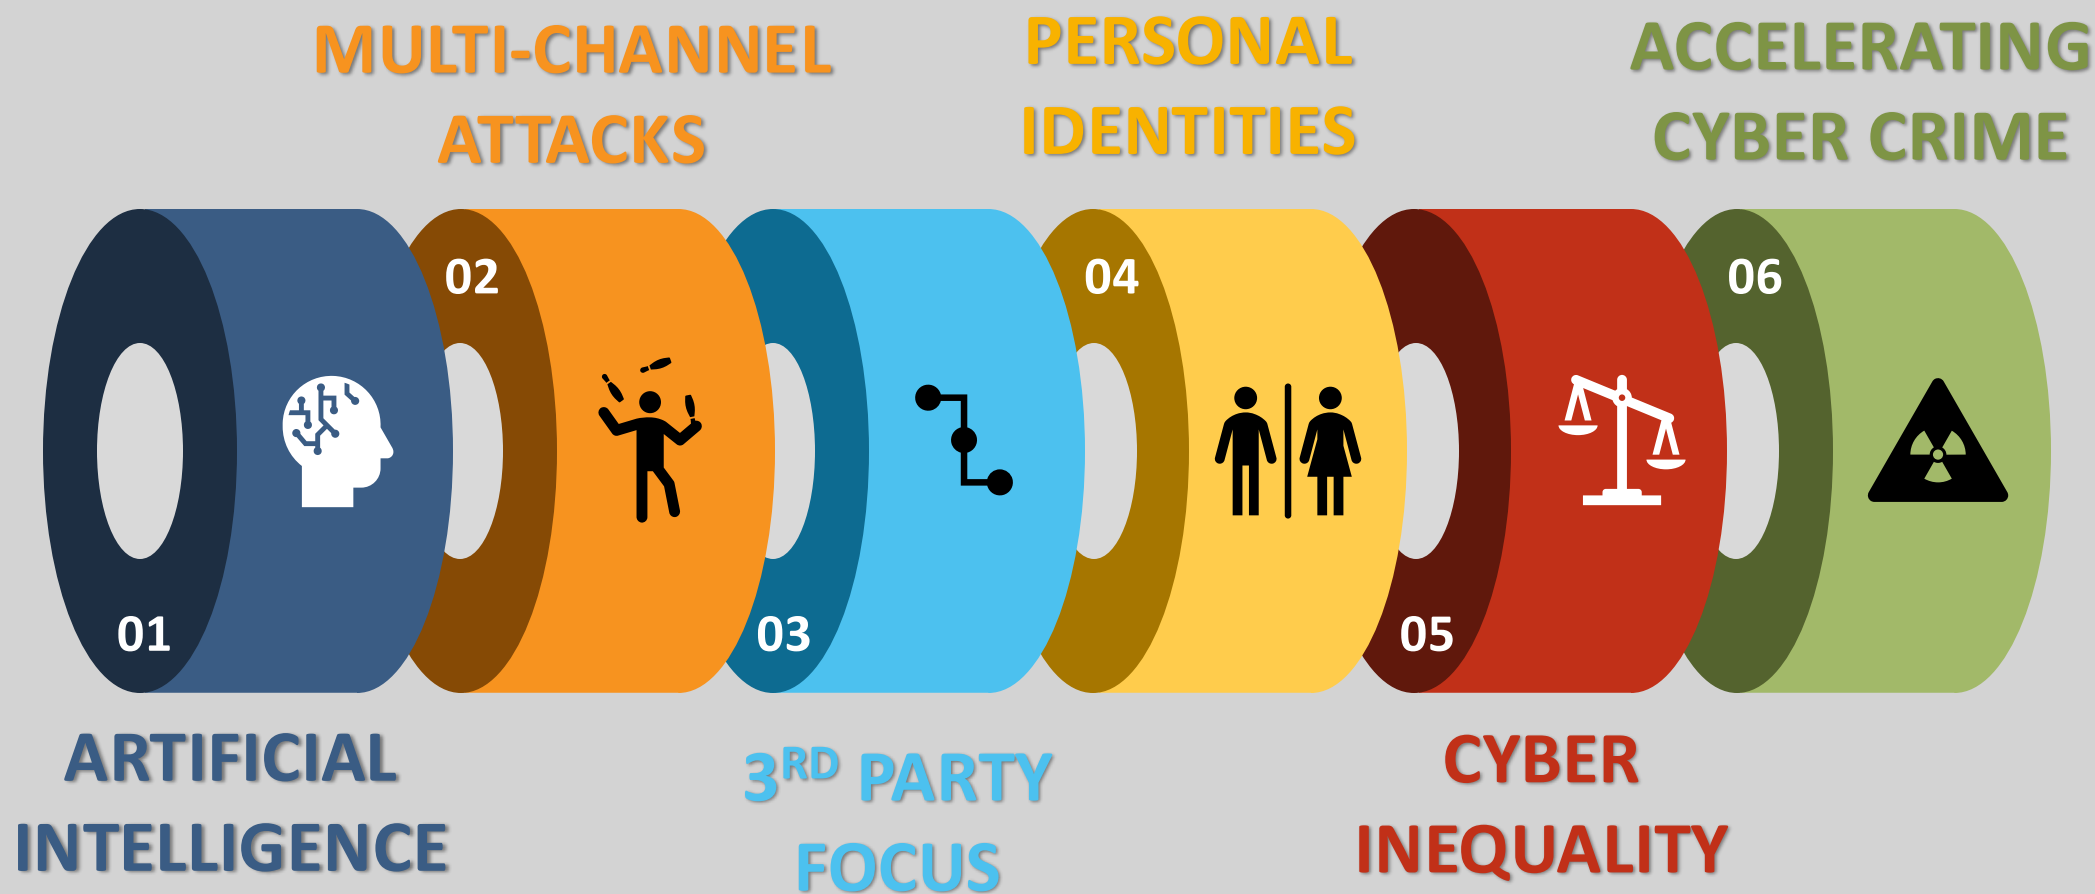 MULTI-CHANNEL
ATTACKS
PERSONAL
IDENTITIES
ACCELERATING
CYBER CRIME
01
02
03
04
05
06
ARTIFICIAL
INTELLIGENCE
3RD PARTY
FOCUS
CYBER
INEQUALITY